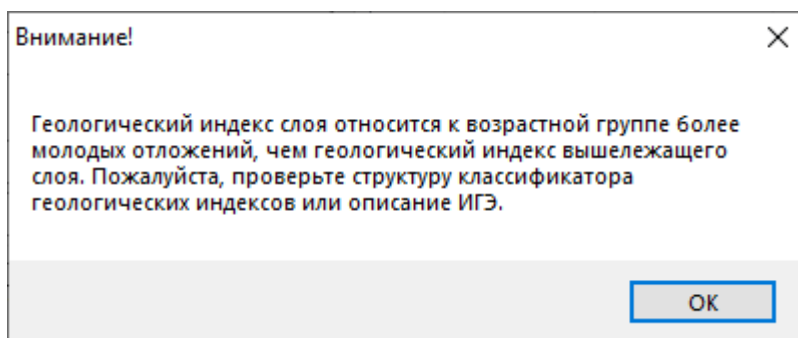 Внимание!
Геологический индекс слоя относится к возрастной группе более
молодых отложений, чем геологический индекс вышележащего
слоя. Пожалуйста, проверьте структуру классификатора
геологических индексов или описание ИГЭ.
ОК